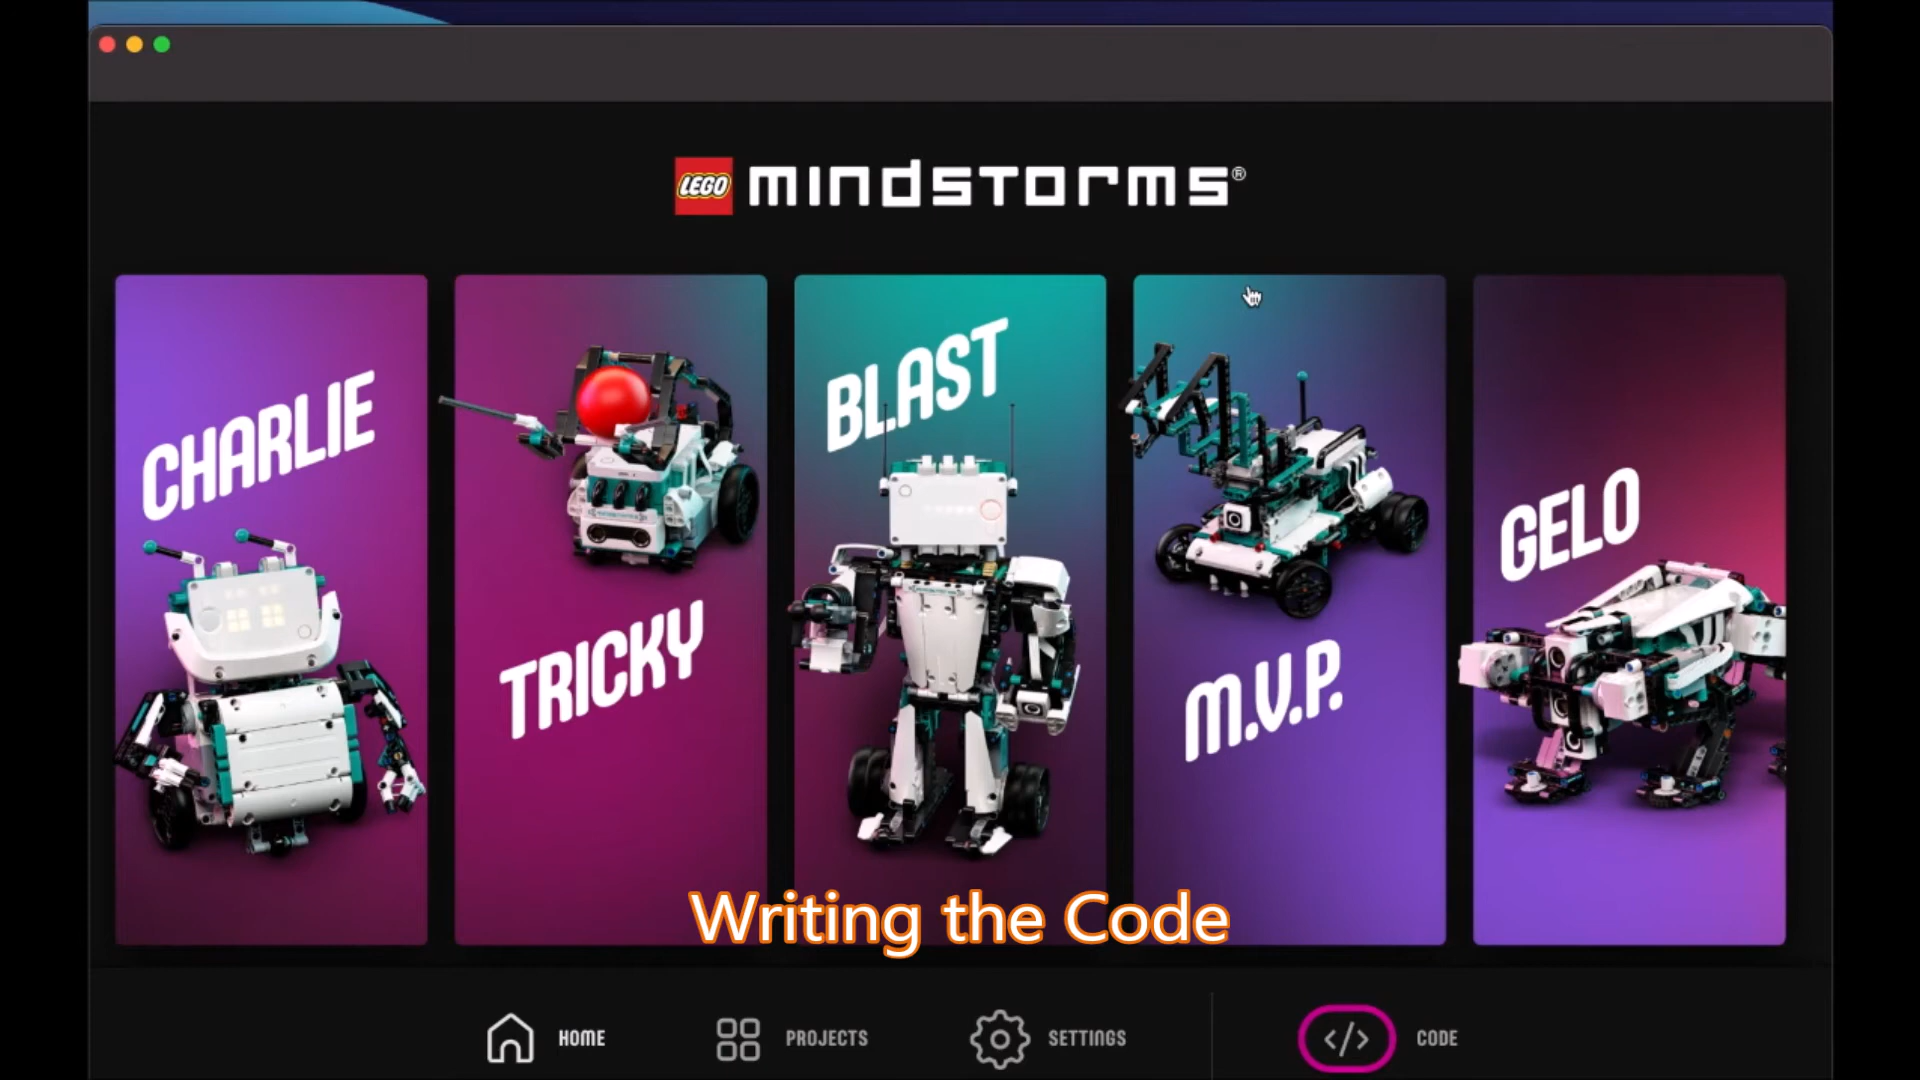 LEGO mindstorms®
CHARLIE
TRICKY
BLAST
M.V.P.
GELO
Writing the Code
HOME
PROJECTS
SETTINGS
</> CODE